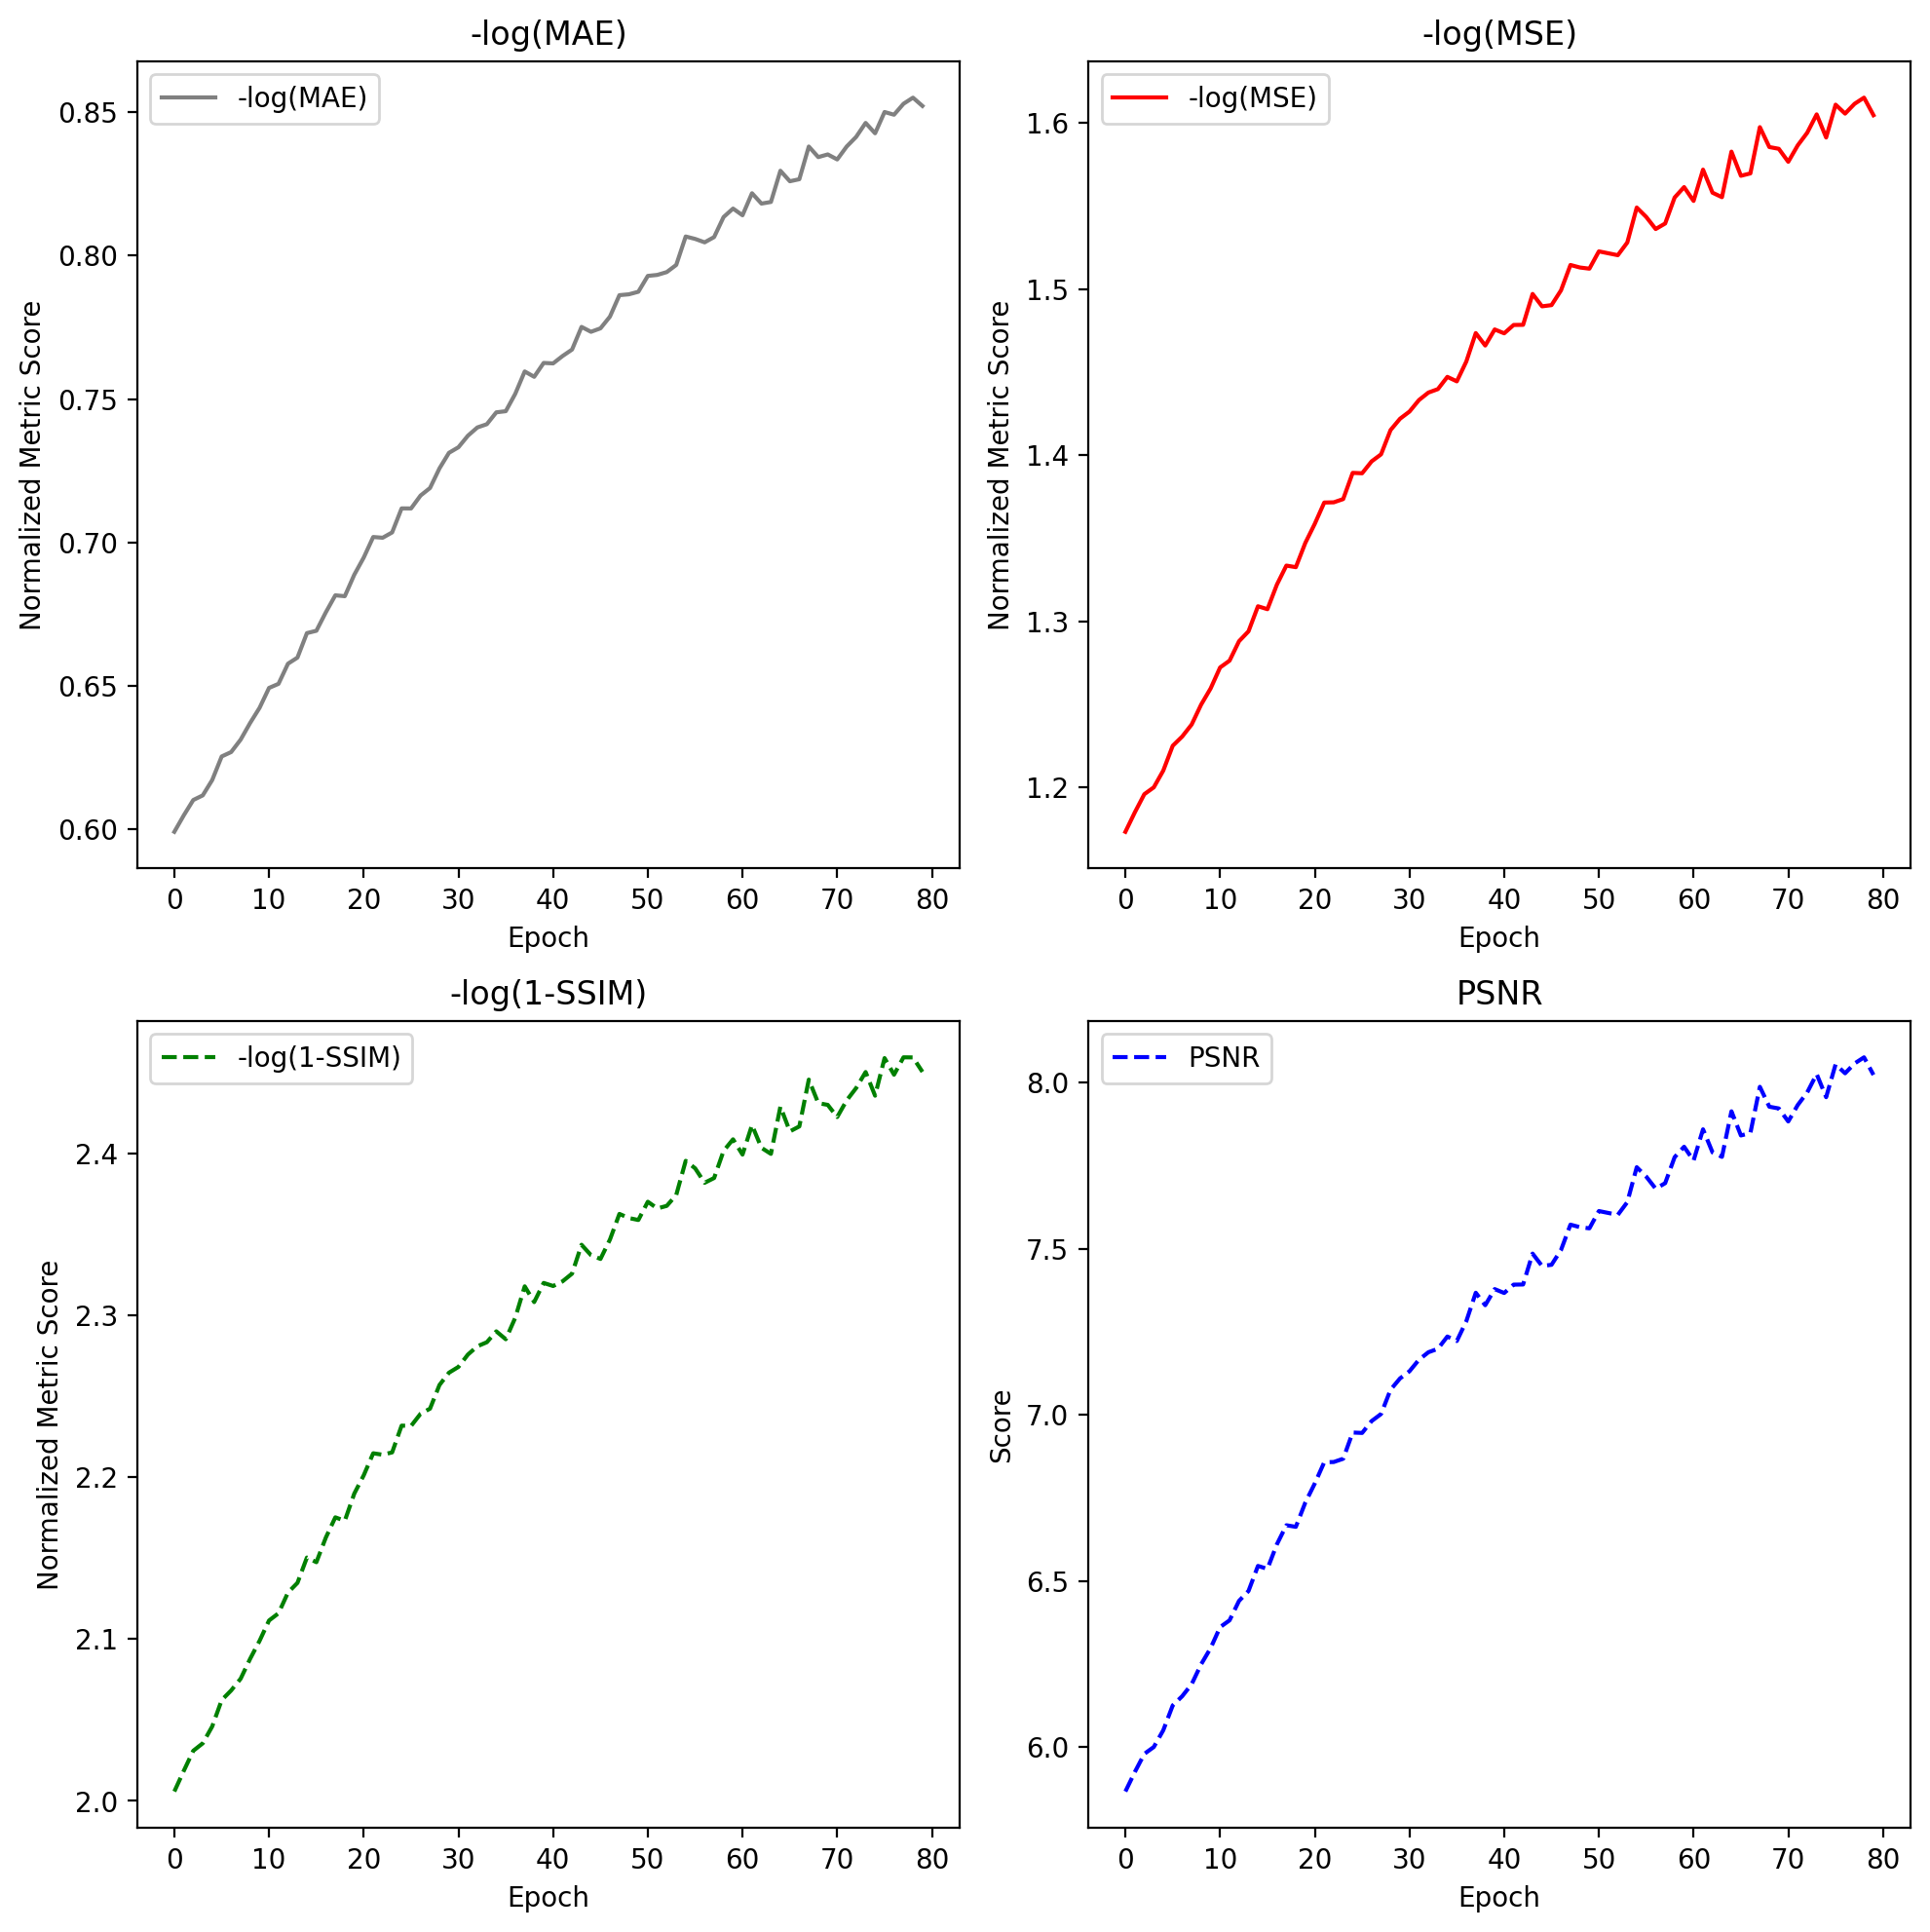 -log(MAE)
-log(MAE)
Normalized Metric Score
0.85
0.80
0.75
0.70
0.65
0.60
0 10 20 30 40 50 60 70 80
Epoch
-log(MSE)
-log(MSE)
Normalized Metric Score
1.6
1.5
1.4
1.3
1.2
0 10 20 30 40 50 60 70 80
Epoch
-log(1-SSIM)
-log(1-SSIM)
Normalized Metric Score
2.4
2.3
2.2
2.1
2.0
0 10 20 30 40 50 60 70 80
Epoch
PSNR
PSNR
Score
8.0
7.5
7.0
6.5
6.0
0 10 20 30 40 50 60 70 80
Epoch